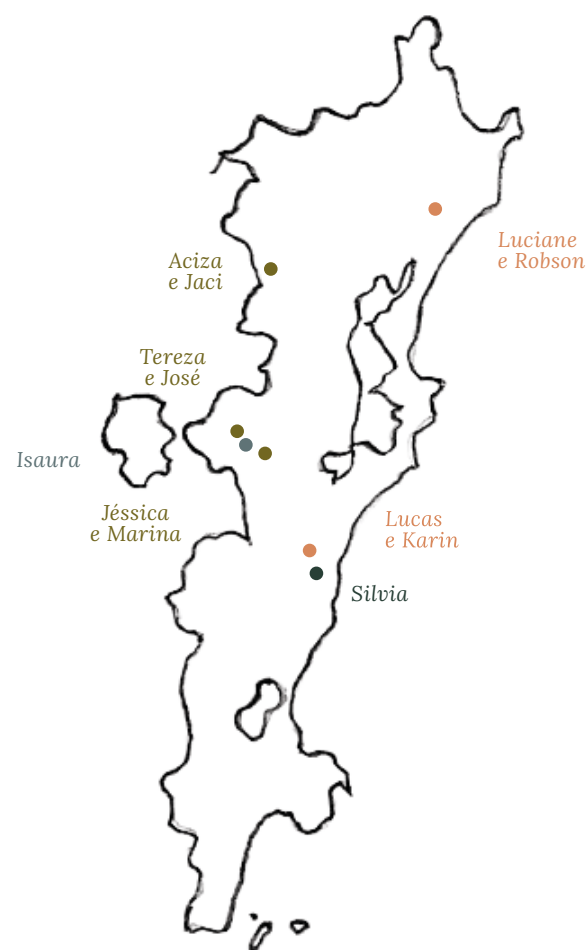 Luciane
e Robson
Aciza
e Jaci
Tereza
e José
Isaura
Jéssica
e Marina
Lucas
e Karin
Silvia